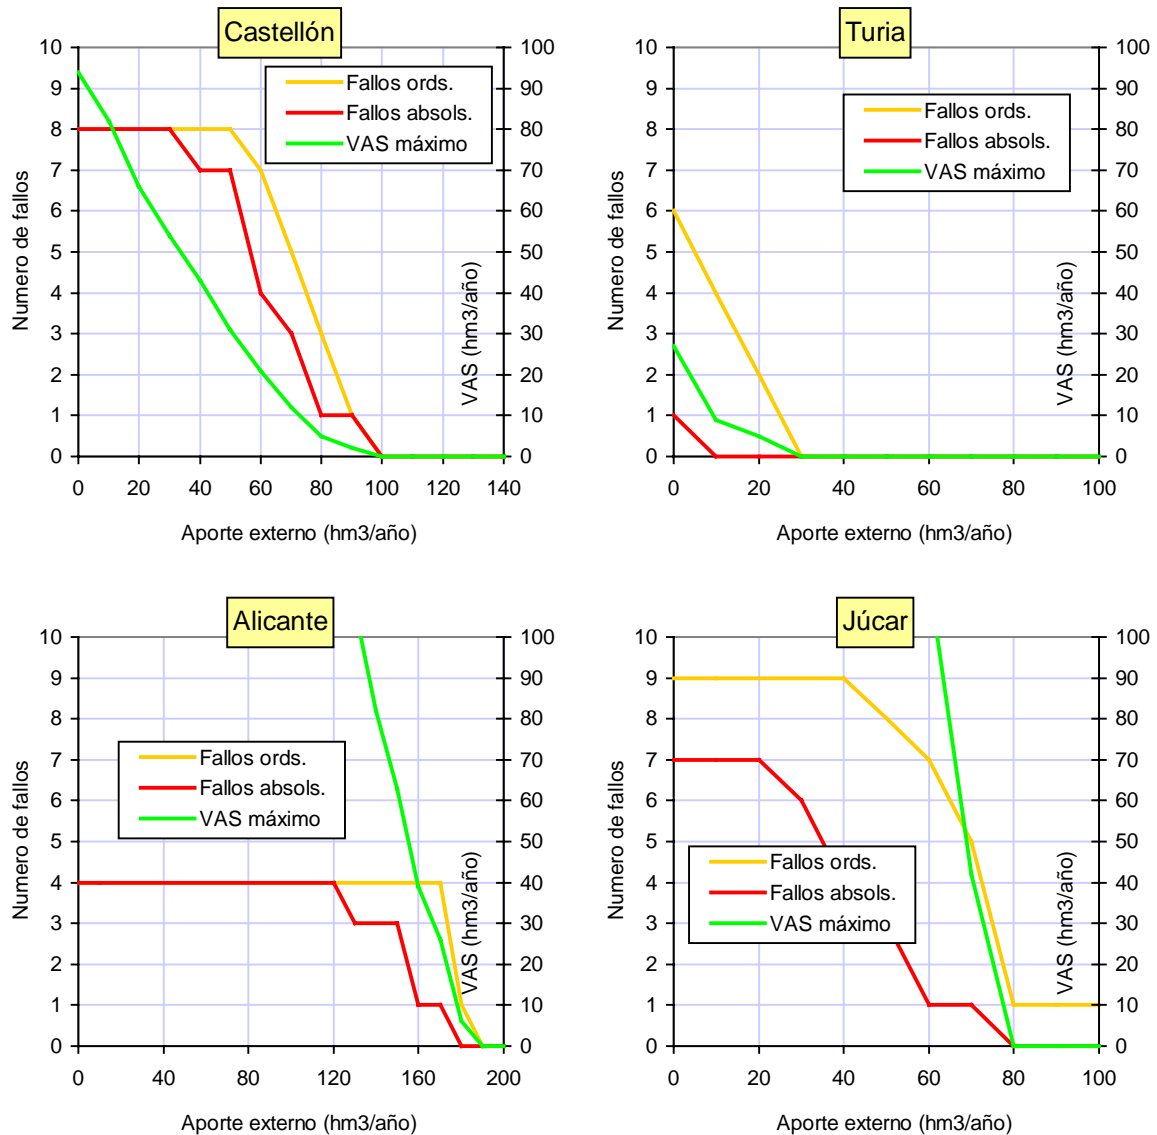 Castellón
10
9
8
7
6
5
4
3
2
1
0
Numero de fallos
Fallos ords.
Fallos absols.
VAS máximo
100
90
80
70
60
50
40
30
20
10
0
VAS (hm3/año)
0 20 40 60 80 100 120 140
Aporte externo (hm3/año)
Turia
10
9
8
7
6
5
4
3
2
1
0
Numero de fallos
Fallos ords.
Fallos absols.
VAS máximo
100
90
80
70
60
50
40
30
20
10
0
VAS (hm3/año)
0 20 40 60 80 100
Aporte externo (hm3/año)
Alicante
10
9
8
7
6
5
4
3
2
1
0
Numero de fallos
Fallos ords.
Fallos absols.
VAS máximo
100
90
80
70
60
50
40
30
20
10
0
VAS (hm3/año)
0 40 80 120 160 200
Aporte externo (hm3/año)
Júcar
10
9
8
7
6
5
4
3
2
1
0
Numero de fallos
Fallos ords.
Fallos absols.
VAS máximo
100
90
80
70
60
50
40
30
20
10
0
VAS (hm3/año)
0 20 40 60 80 100
Aporte externo (hm3/año)